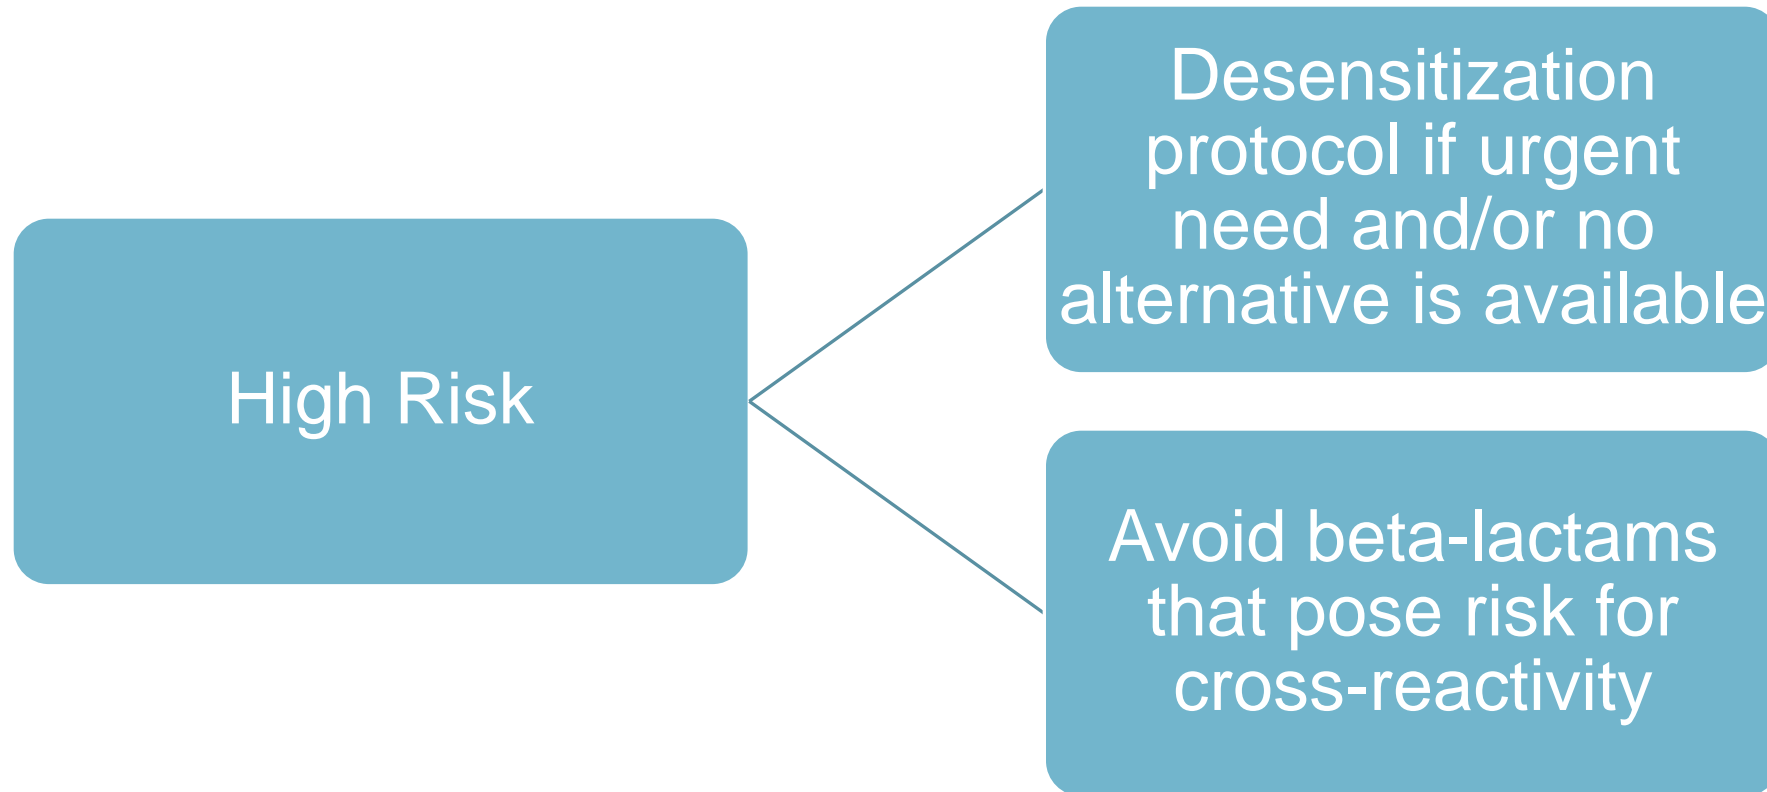 High Risk
Desensitization
protocol if urgent
need and/or no
alternative is available
Avoid beta-lactams
that pose risk for
cross-reactivity